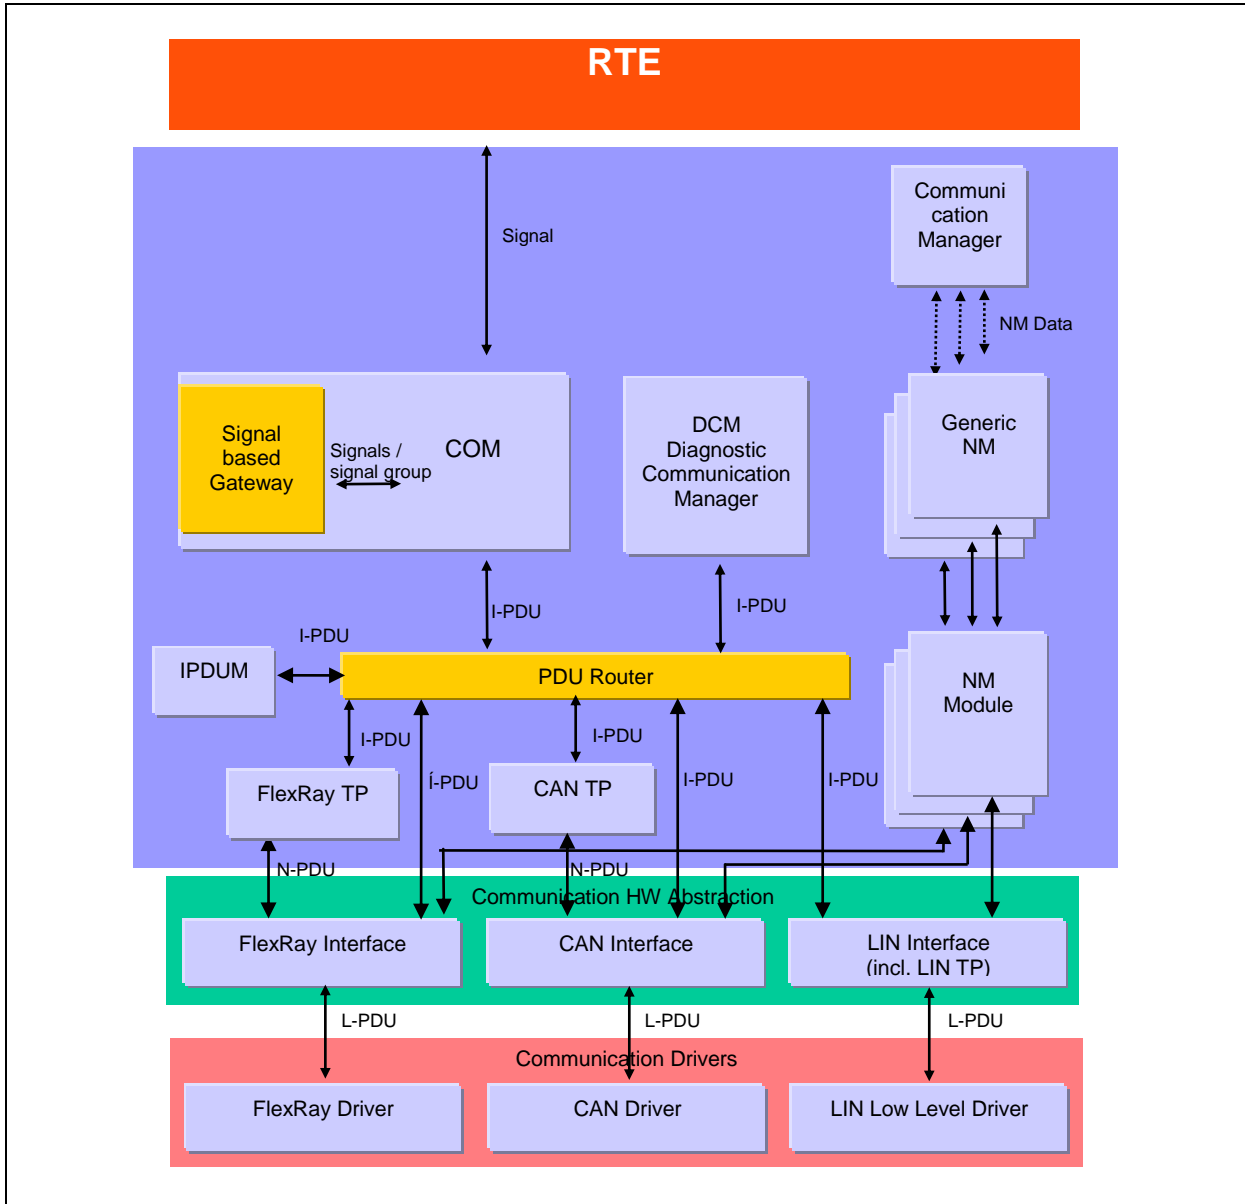 RTE
Communi
cation
Manager
Signal
NM Data
Signal
based
Gateway
Signals /
signal group
COM
DCM
Diagnostic
Communication
Manager
Generic
NM
I-PDU
I-PDU
I-PDU
IPDUM
PDU Router
NM
Module
I-PDU
Í-PDU
I-PDU
I-PDU
I-PDU
FlexRay TP
CAN TP
N-PDU
N-PDU
Communication HW Abstraction
FlexRay Interface
CAN Interface
LIN Interface
(incl. LIN TP)
L-PDU
L-PDU
L-PDU
Communication Drivers
FlexRay Driver
CAN Driver
LIN Low Level Driver